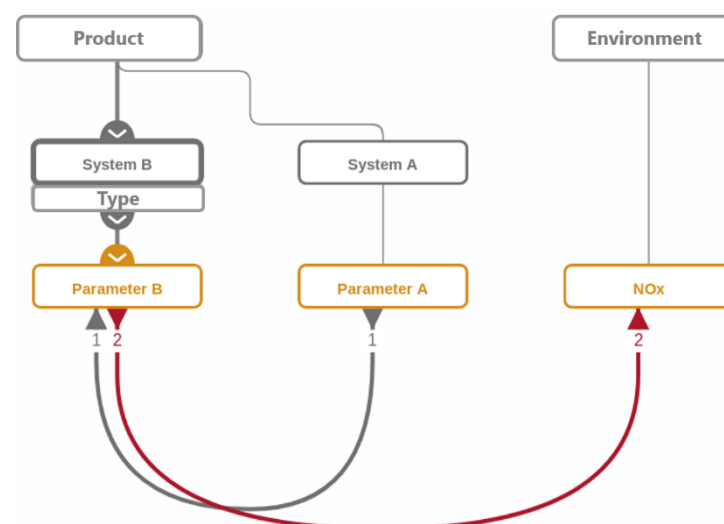 Product
Environment
System B
System A
Type
Parameter B
Parameter A
NOx
1
2
1
2